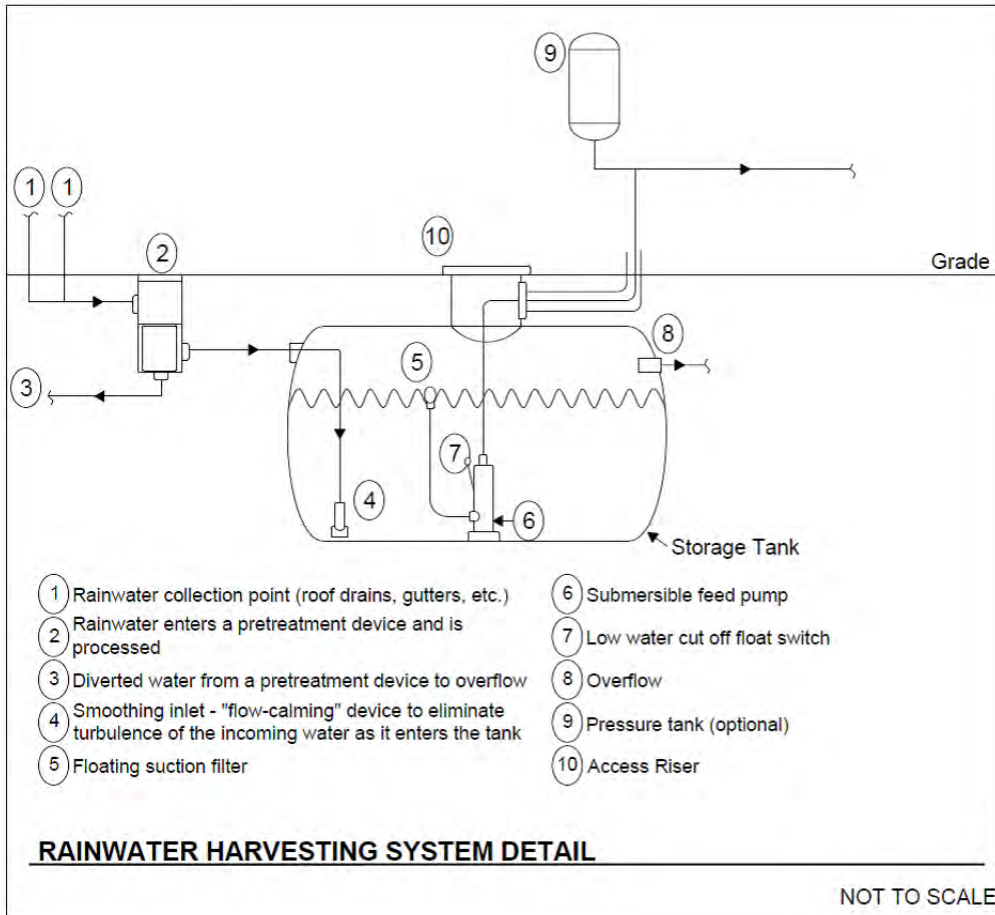 9
1 1
10
2
Grade
8
5
3
7
4
6
Storage Tank
1 Rainwater collection point (roof drains, gutters, etc.)
2 Rainwater enters a pretreatment device and is
processed
3 Diverted water from a pretreatment device to overflow
4 Smoothing inlet - "flow-calming" device to eliminate
turbulence of the incoming water as it enters the tank
5 Floating suction filter
6 Submersible feed pump
7 Low water cut off float switch
8 Overflow
9 Pressure tank (optional)
10 Access Riser
RAINWATER HARVESTING SYSTEM DETAIL
NOT TO SCALE